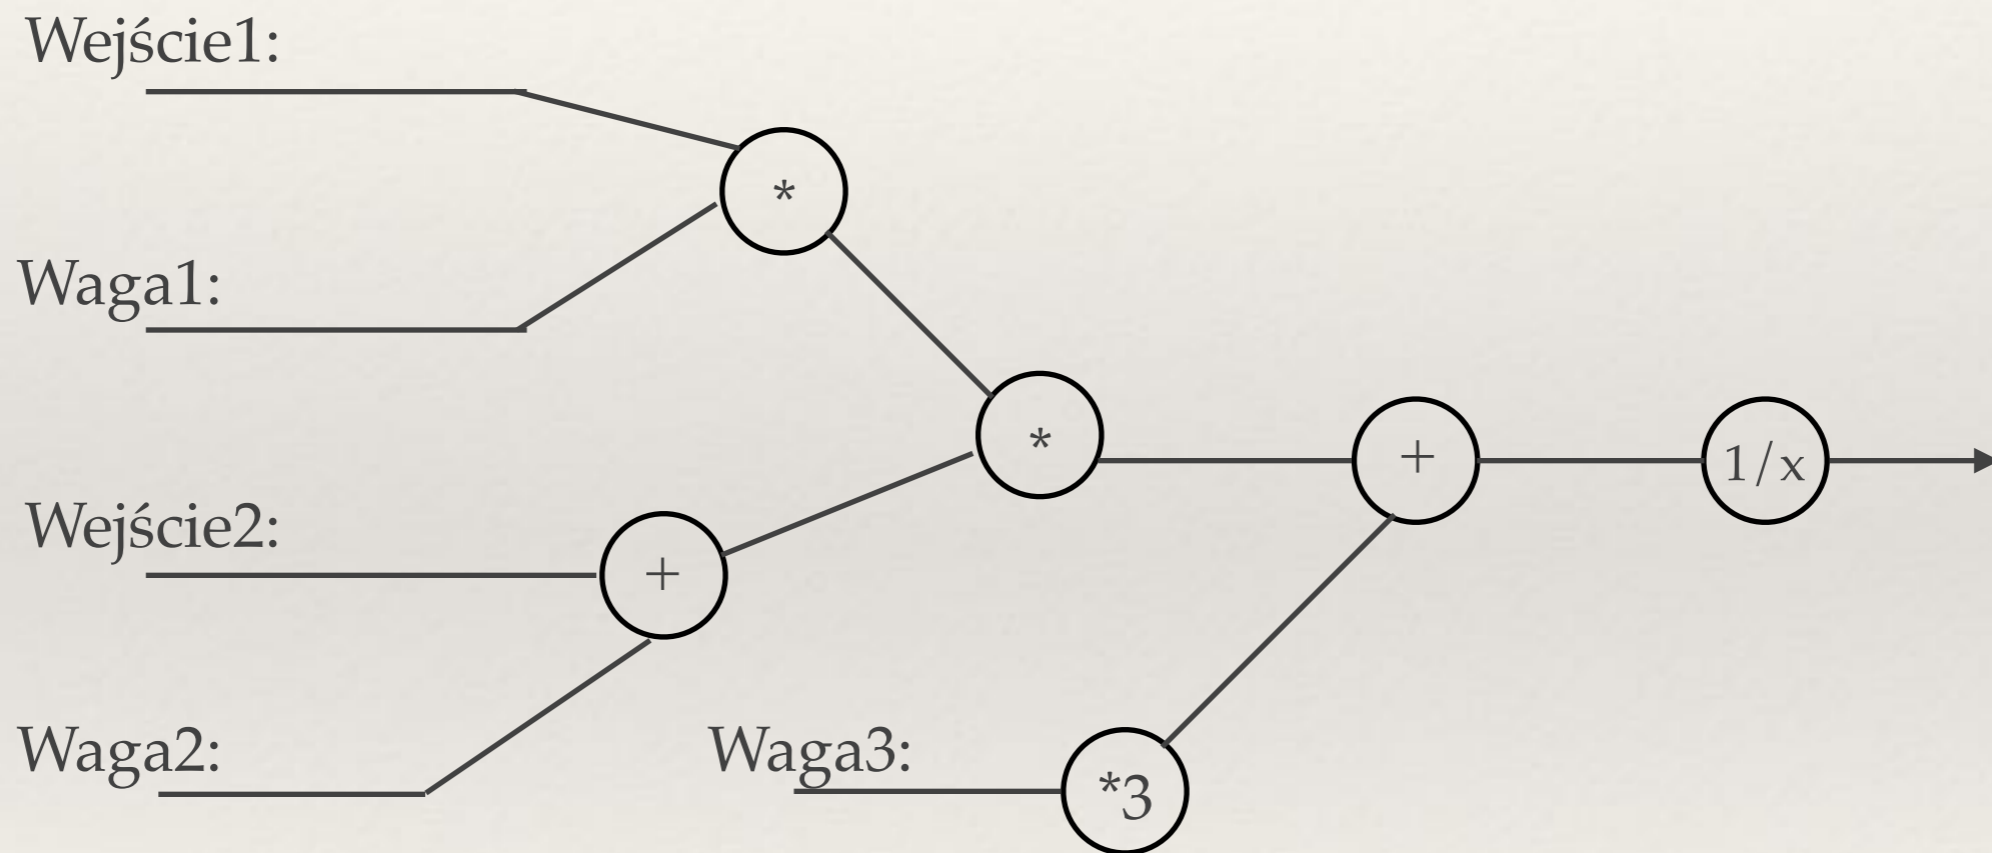 Wejście1:
*
Waga1:
*
+
1/x
Wejście2:
+
Waga2:
Waga3:
*3